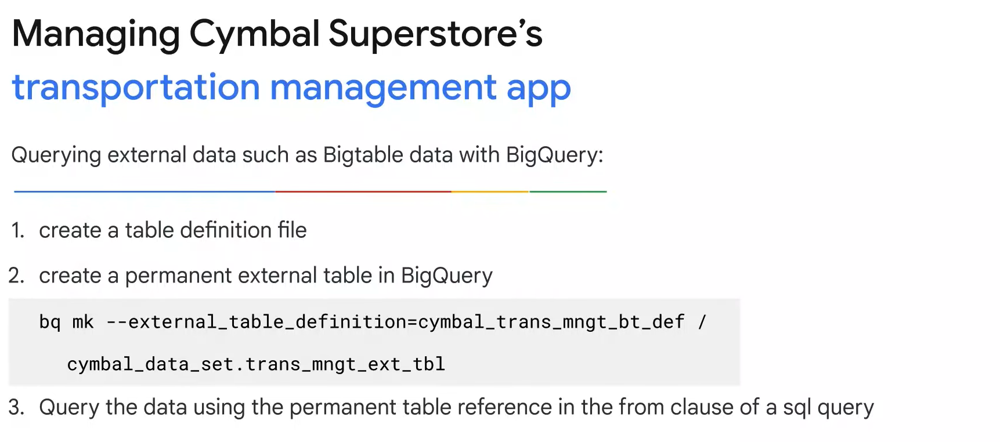 Managing Cymbal Superstore’s
transportation management app
Querying external data such as Bigtable data with BigQuery:
1. create a table definition file
2. create a permanent external table in BigQuery
bq mk --external_table_definition=cymbal_trans_mngt_bt_def /
cymbal_data_set.trans_mngt_ext_tbl
3. Query the data using the permanent table reference in the from clause of a sql query